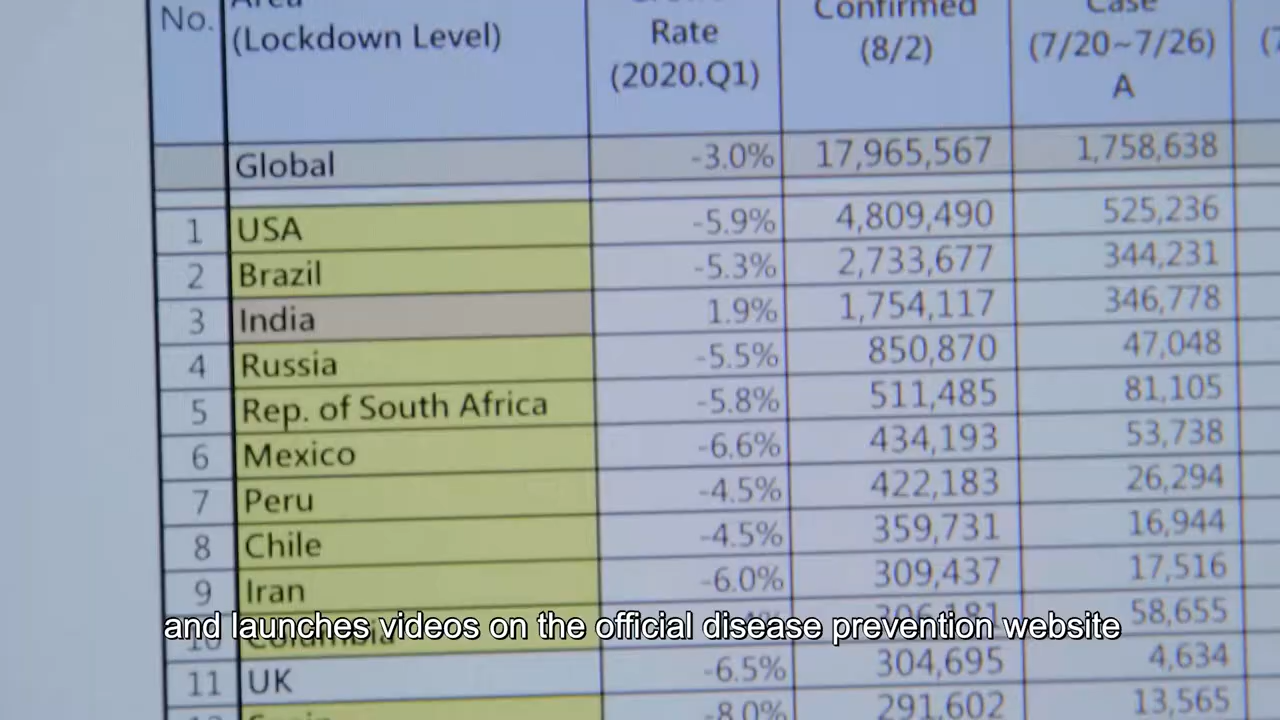 No.
(Lockdown Level)
Rate
(2020.Q1)
Confirmed
(8/2)
Case
(7/20~7/26)
A
Global -3.0% 17,965,567 1,758,638
1 USA -5.9% 4,809,490 525,236
2 Brazil -5.3% 2,733,677 344,231
3 India 1.9% 1,754,117 346,778
4 Russia -5.5% 850,870 47,048
5 Rep. of South Africa -5.8% 511,485 81,105
6 Mexico -6.6% 434,193 53,738
7 Peru -4.5% 422,183 26,294
8 Chile -4.5% 359,731 16,944
9 Iran -6.0% 309,437 17,516
10 Columbia 306,181 58,655
and launches videos on the official disease prevention website
11 UK -6.5% 304,695 4,634
-8.0% 291,602 13,565